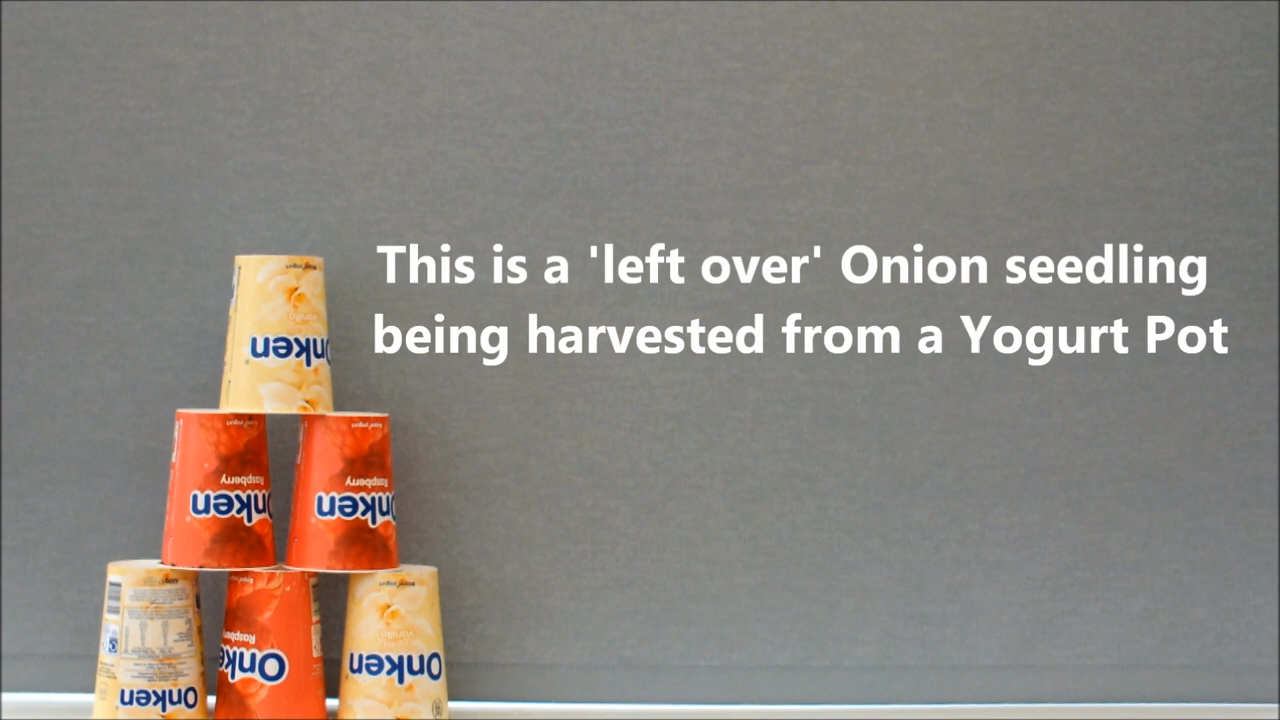 This is a 'left over' Onion seedling
being harvested from a Yogurt Pot
Vanilla
Onken
Raspberry
Onken
Raspberry
Onken
Onken
Raspberry
Onken
Vanilla
Onken